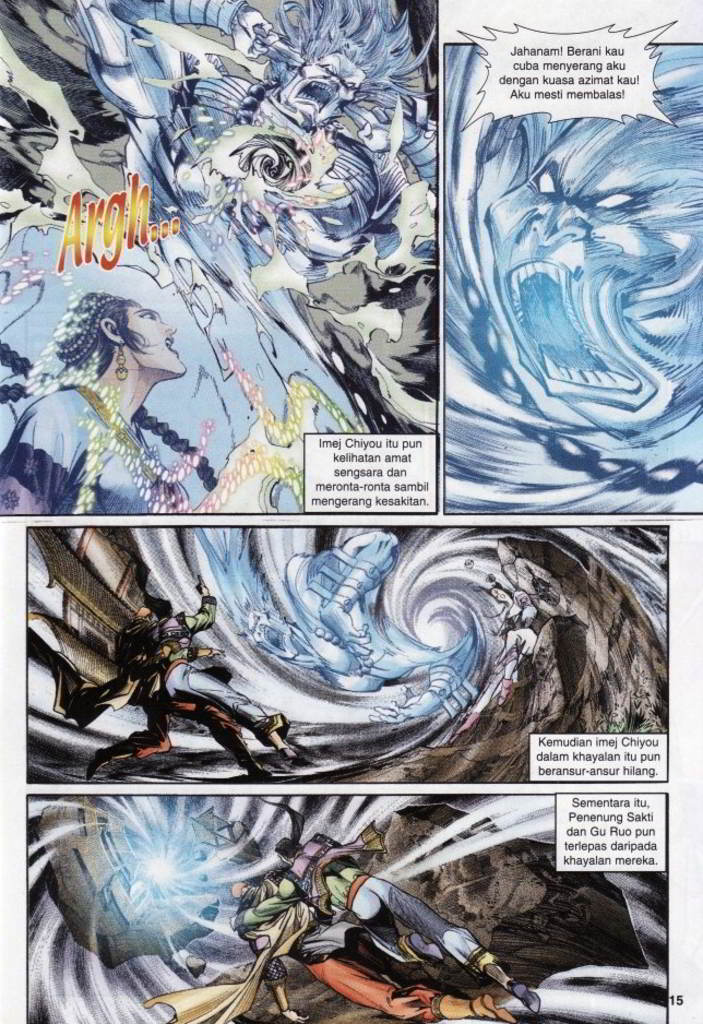 Jahanam! Berani kau
cuba menyerang aku
dengan kuasa azimat kau!
Aku mesti membalas!
Argh...
Imej Chiyou itu pun
kelihatan amat
sengsara dan
meronta-ronta sambil
mengerang kesakitan.
Kemudian imej Chiyou
dalam khayalan itu pun
beransur-ansur hilang.
Sementara itu,
Penenung Sakti
dan Gu Ruo pun
terlepas daripada
khayalan mereka.
15